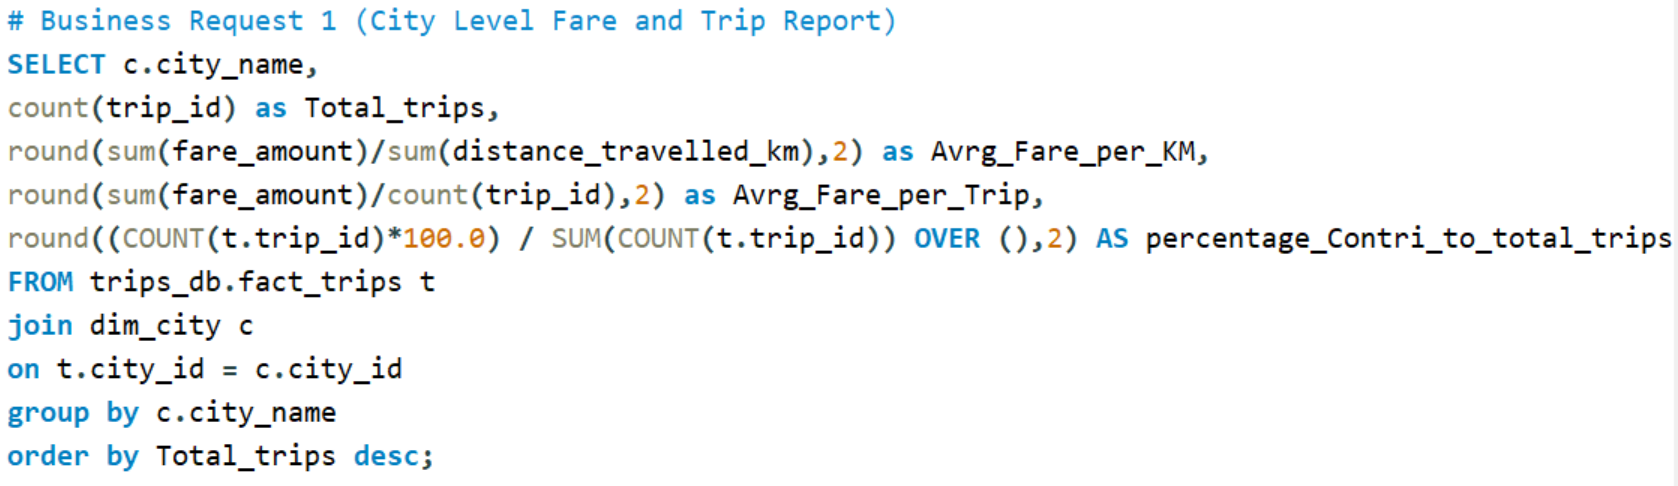 # Business Request 1 (City Level Fare and Trip Report)
SELECT c.city_name,
count(trip_id) as Total_trips,
round(sum(fare_amount)/sum(distance_travelled_km),2) as Avrg_Fare_per_KM,
round(sum(fare_amount)/count(trip_id),2) as Avrg_Fare_per_Trip,
round((COUNT(t.trip_id)*100.0) / SUM(COUNT(t.trip_id)) OVER (),2) AS percentage_Contri_to_total_trips
FROM trips_db.fact_trips t
join dim_city c
on t.city_id = c.city_id
group by c.city_name
order by Total_trips desc;